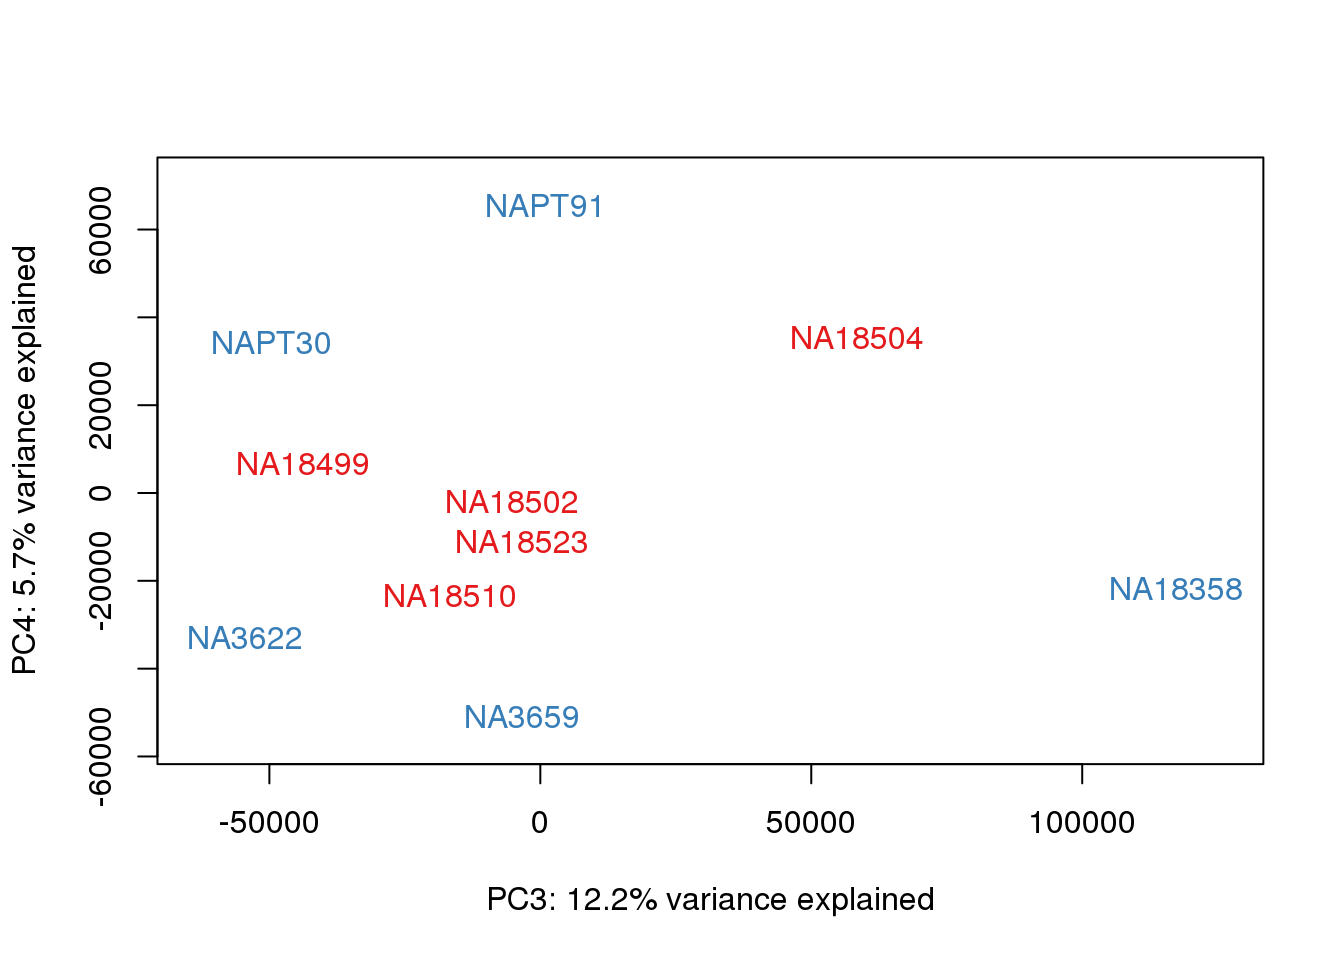 PC4: 5.7% variance explained
60000
20000
0
-20000
-60000
NAPT91
NAPT30
NA18504
NA18499
NA18502
NA18523
NA18510
NA18358
NA3622
NA3659
-50000
0
50000
100000
PC3: 12.2% variance explained